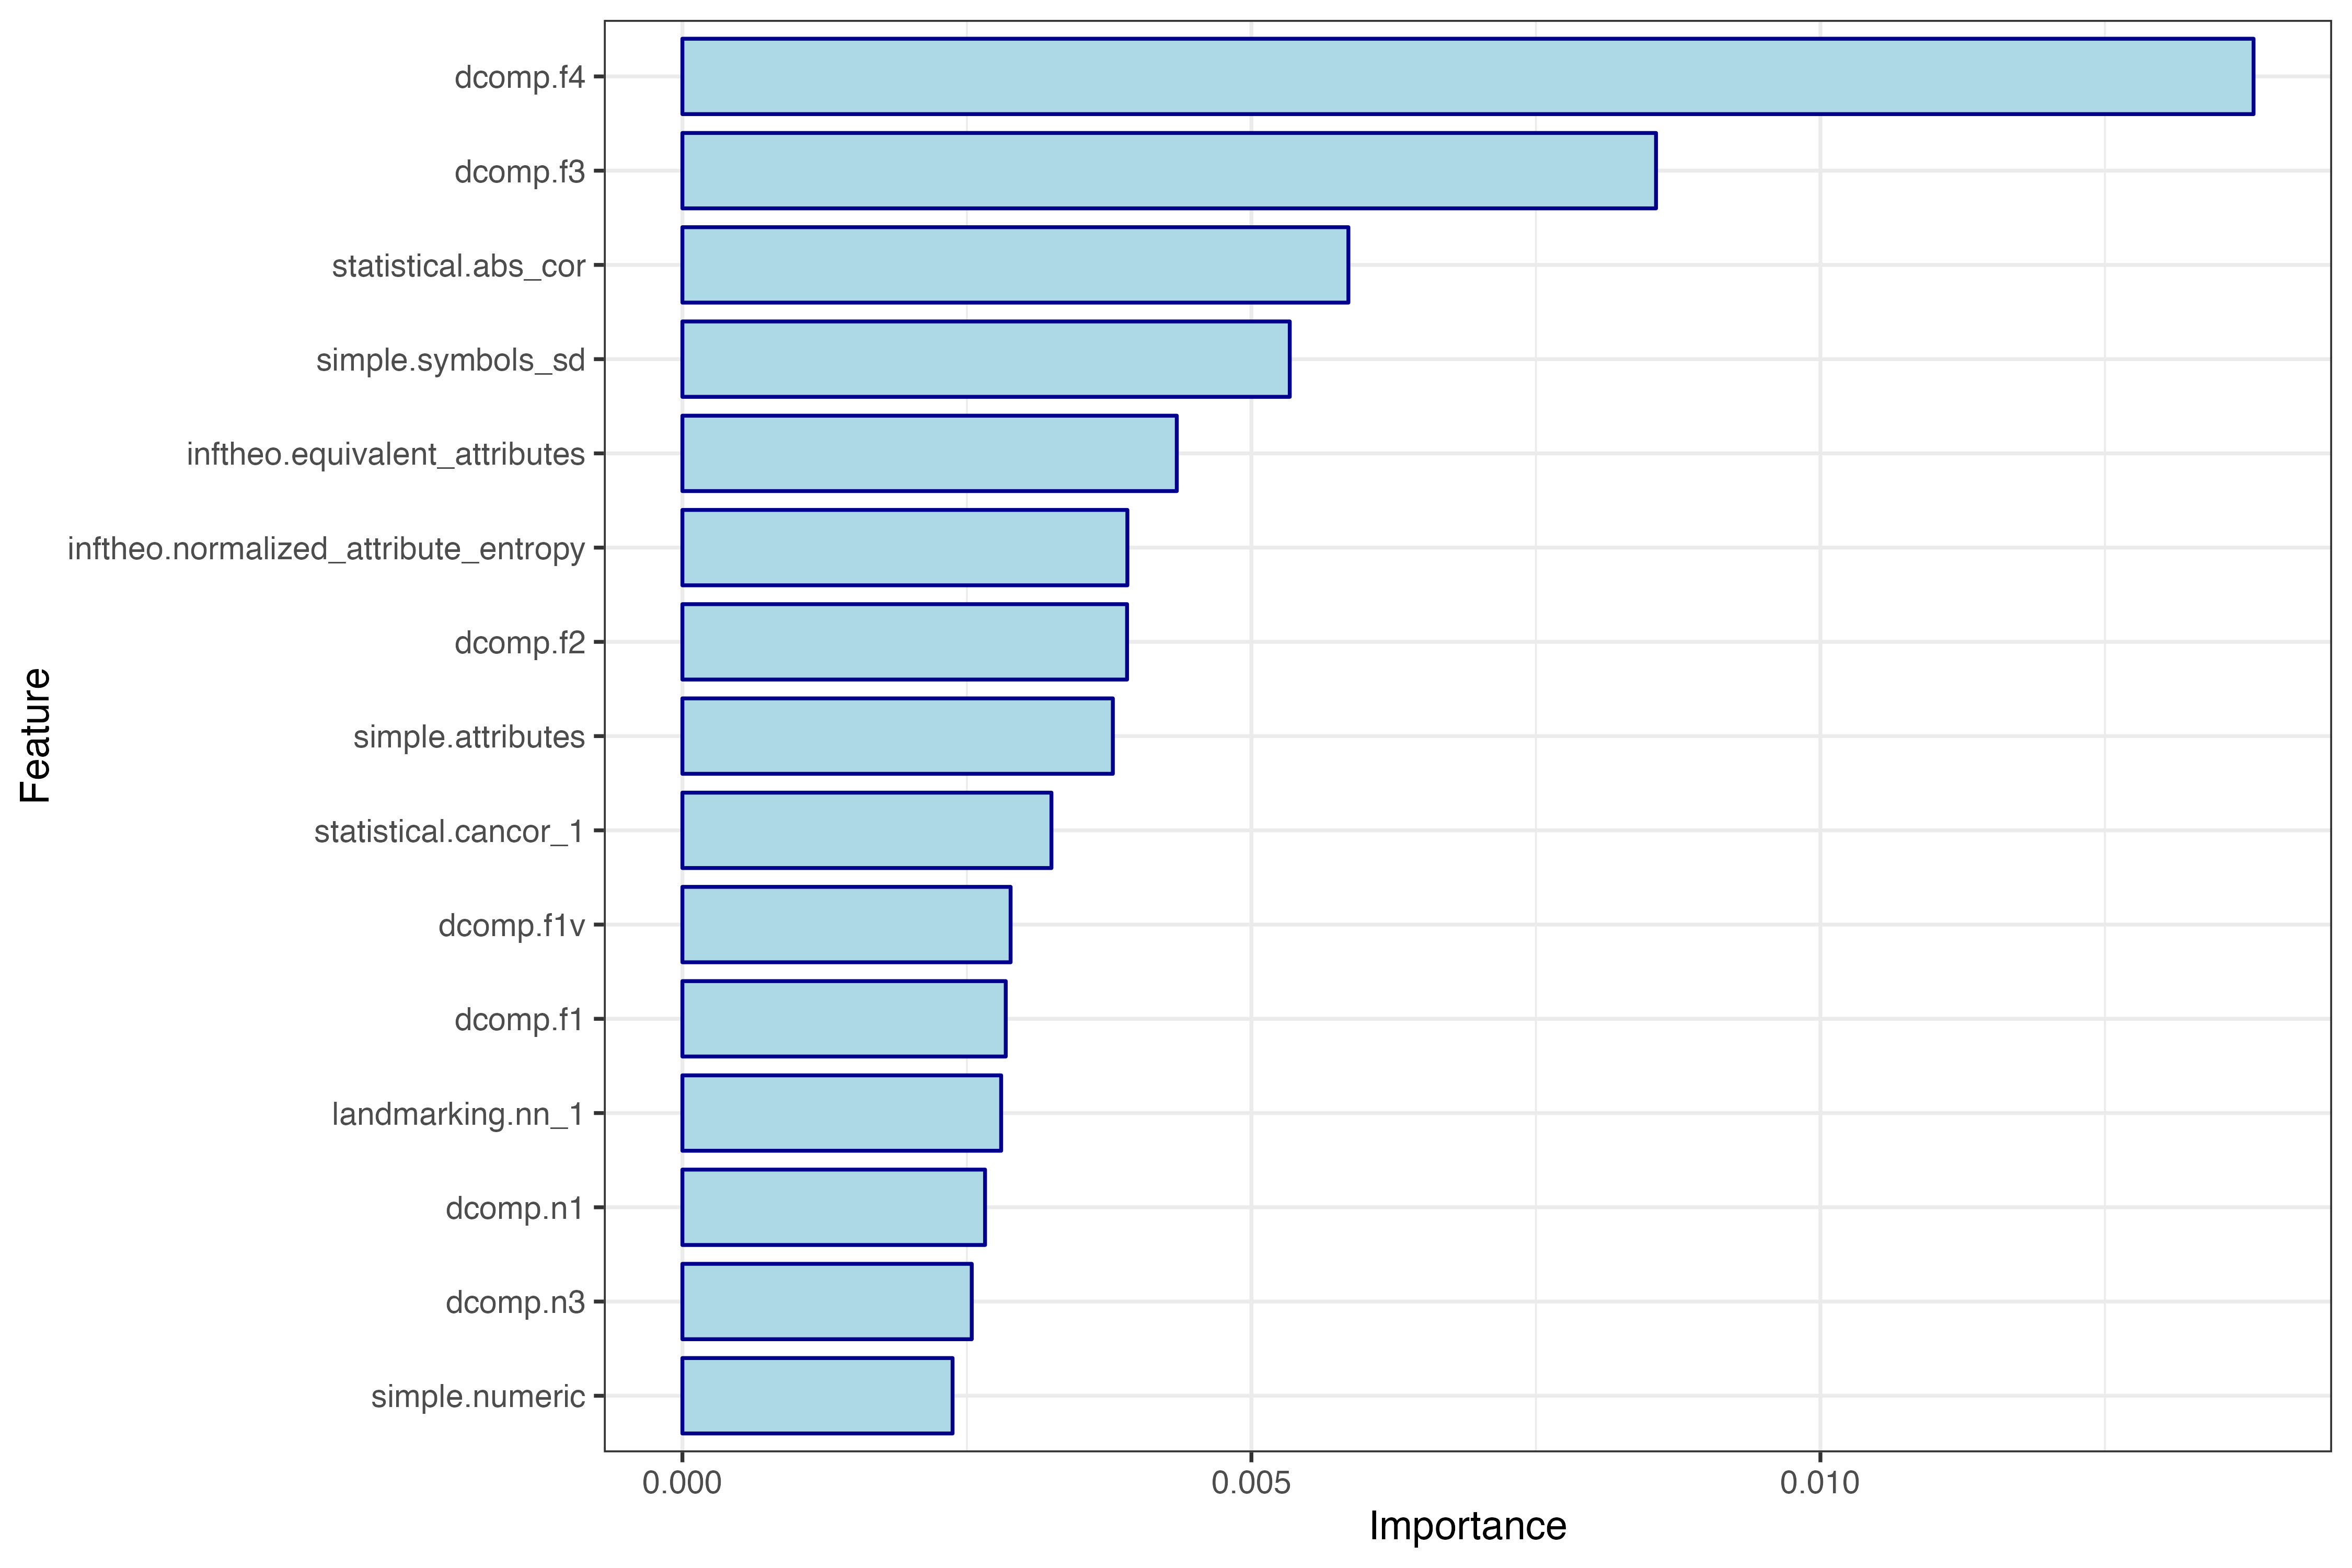 dcomp.f4
dcomp.f3
statistical.abs_cor
simple.symbols_sd
inftheo.equivalent_attributes
inftheo.normalized_attribute_entropy
dcomp.f2
simple.attributes
statistical.cancor_1
dcomp.f1v
dcomp.f1
landmarking.nn_1
dcomp.n1
dcomp.n3
simple.numeric
Feature
0.000 0.005 0.010
Importance